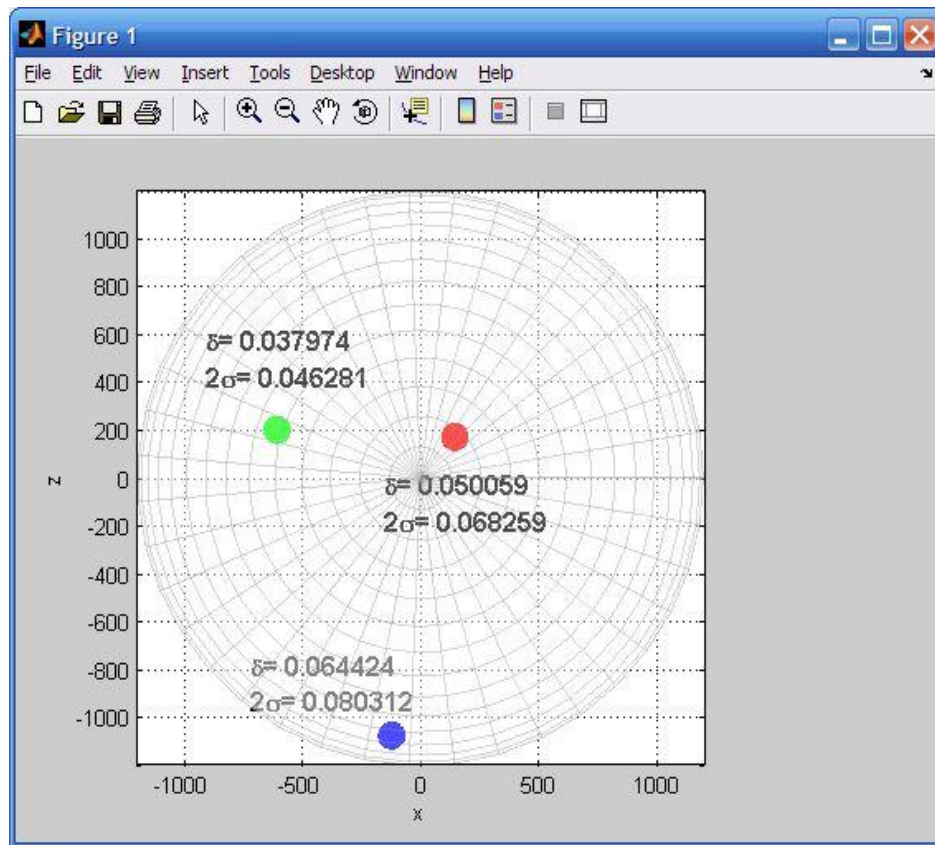 Figure 1
File Edit View Insert Tools Desktop Window Help
1000
800
600
δ= 0.037974
2σ= 0.046281
400
200
0
δ= 0.050059
2σ= 0.068259
-200
-400
-600
-800
δ= 0.064424
2σ= 0.080312
-1000
z
-1000 -500 0 500 1000
x